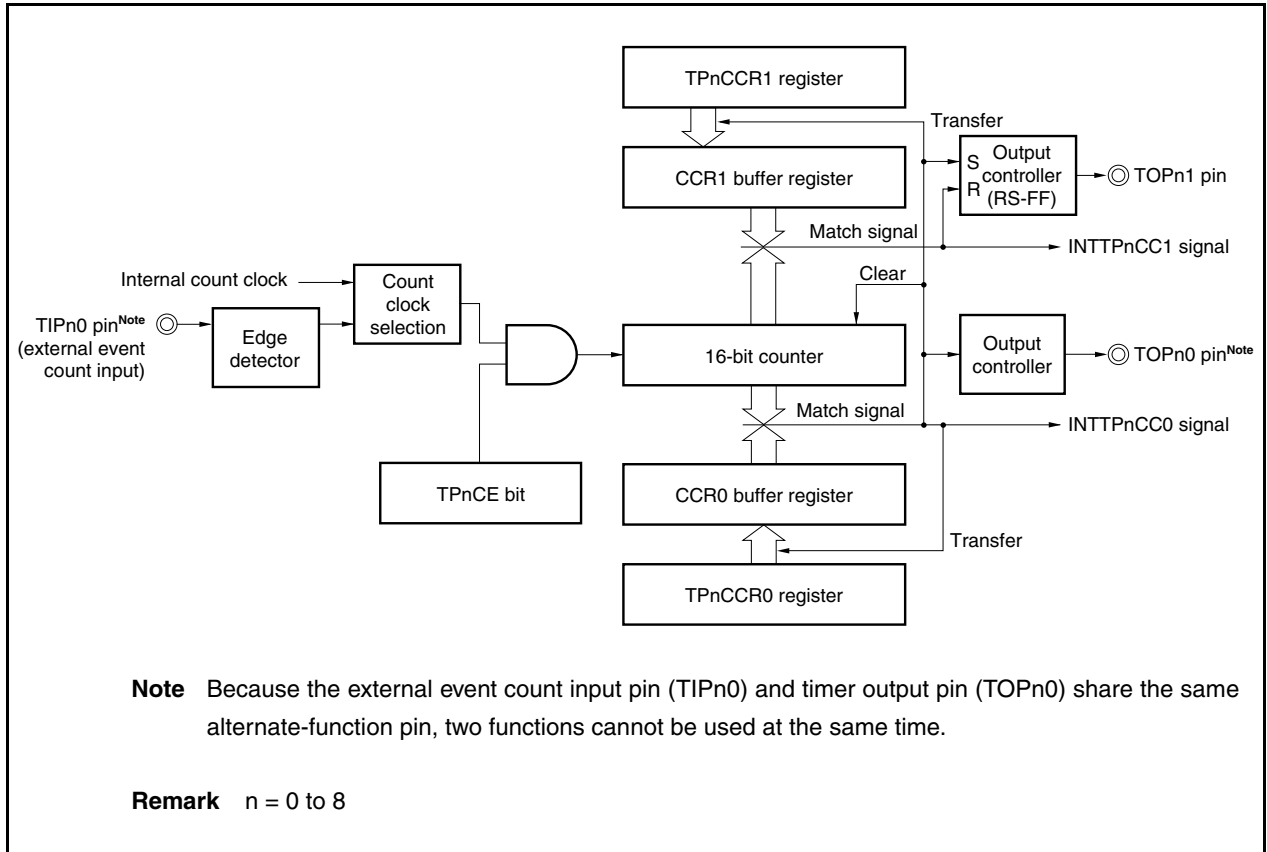 TPnCCR1 register
Transfer
CCR1 buffer register
S
R
Output
controller
(RS-FF)
TOPn1 pin
Match signal
INTTPnCC1 signal
Internal count clock
Count
clock
selection
Clear
TIPn0 pinNote
(external event
count input)
Edge
detector
16-bit counter
Output
controller
TOPn0 pinNote
Match signal
INTTPnCC0 signal
TPnCE bit
CCR0 buffer register
Transfer
TPnCCR0 register
Note Because the external event count input pin (TIPn0) and timer output pin (TOPn0) share the same
alternate-function pin, two functions cannot be used at the same time.
Remark n = 0 to 8